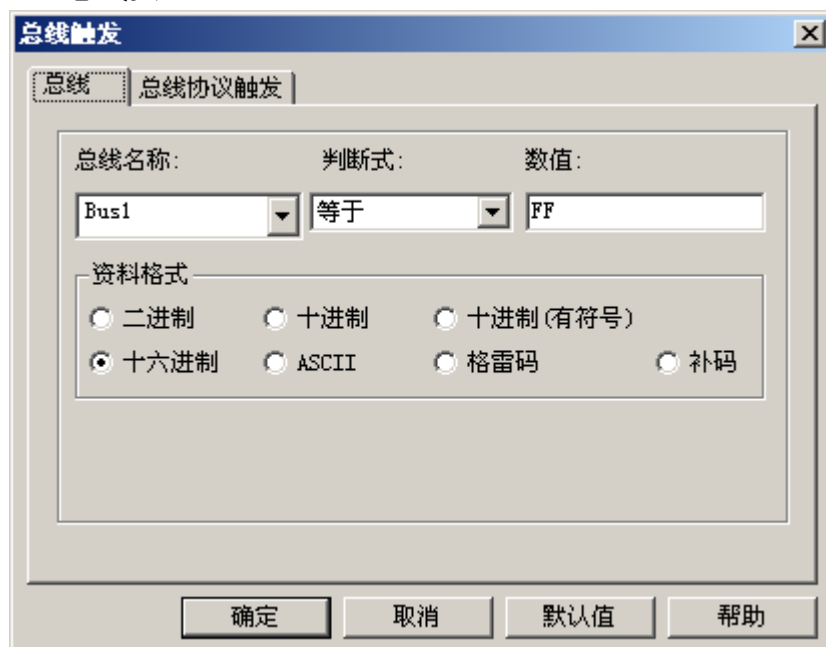 总线触发
总线 总线协议触发
总线名称: 判断式: 数值:
Bus1 等于 FF
资料格式
二进制 十进制 十进制(有符号)
十六进制 ASCII 格雷码 补码
确定 取消 默认值 帮助